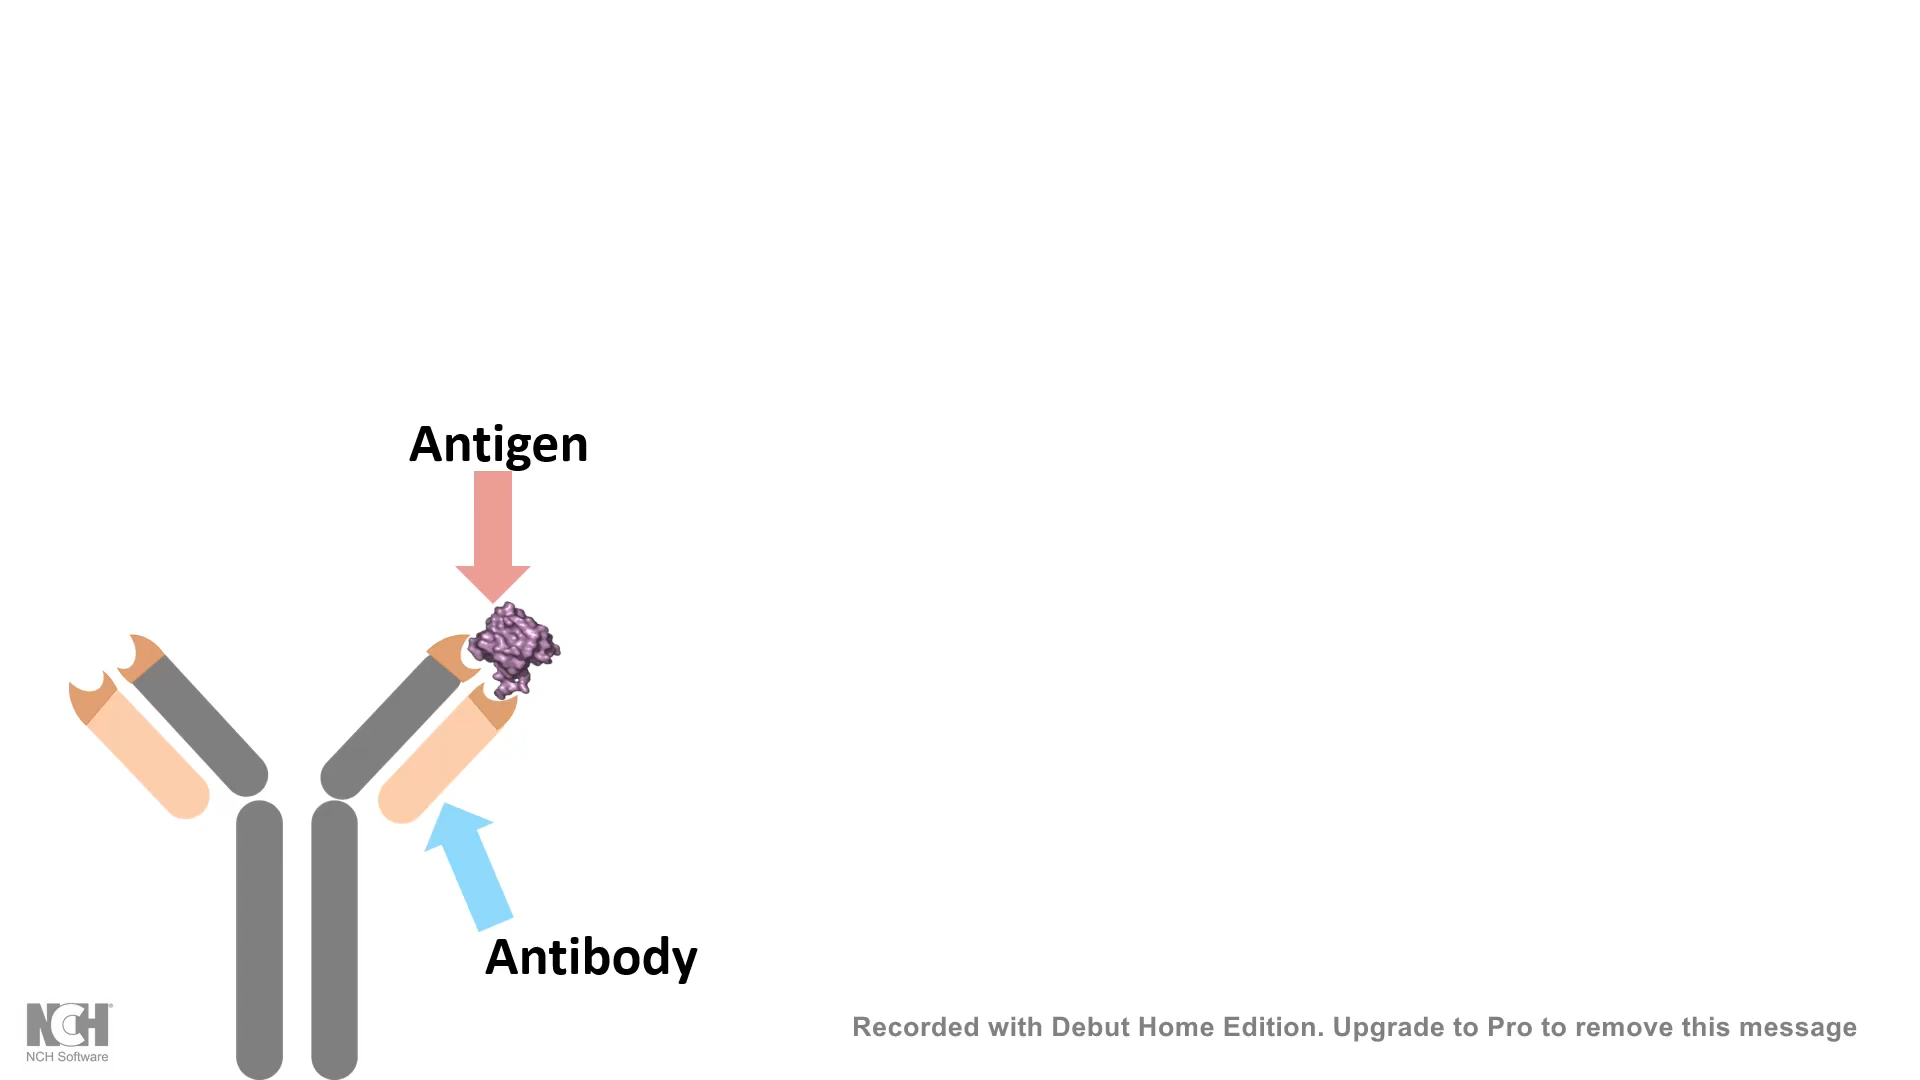 Antigen
Antibody
NCH
NCH Software
Recorded with Debut Home Edition. Upgrade to Pro to remove this message